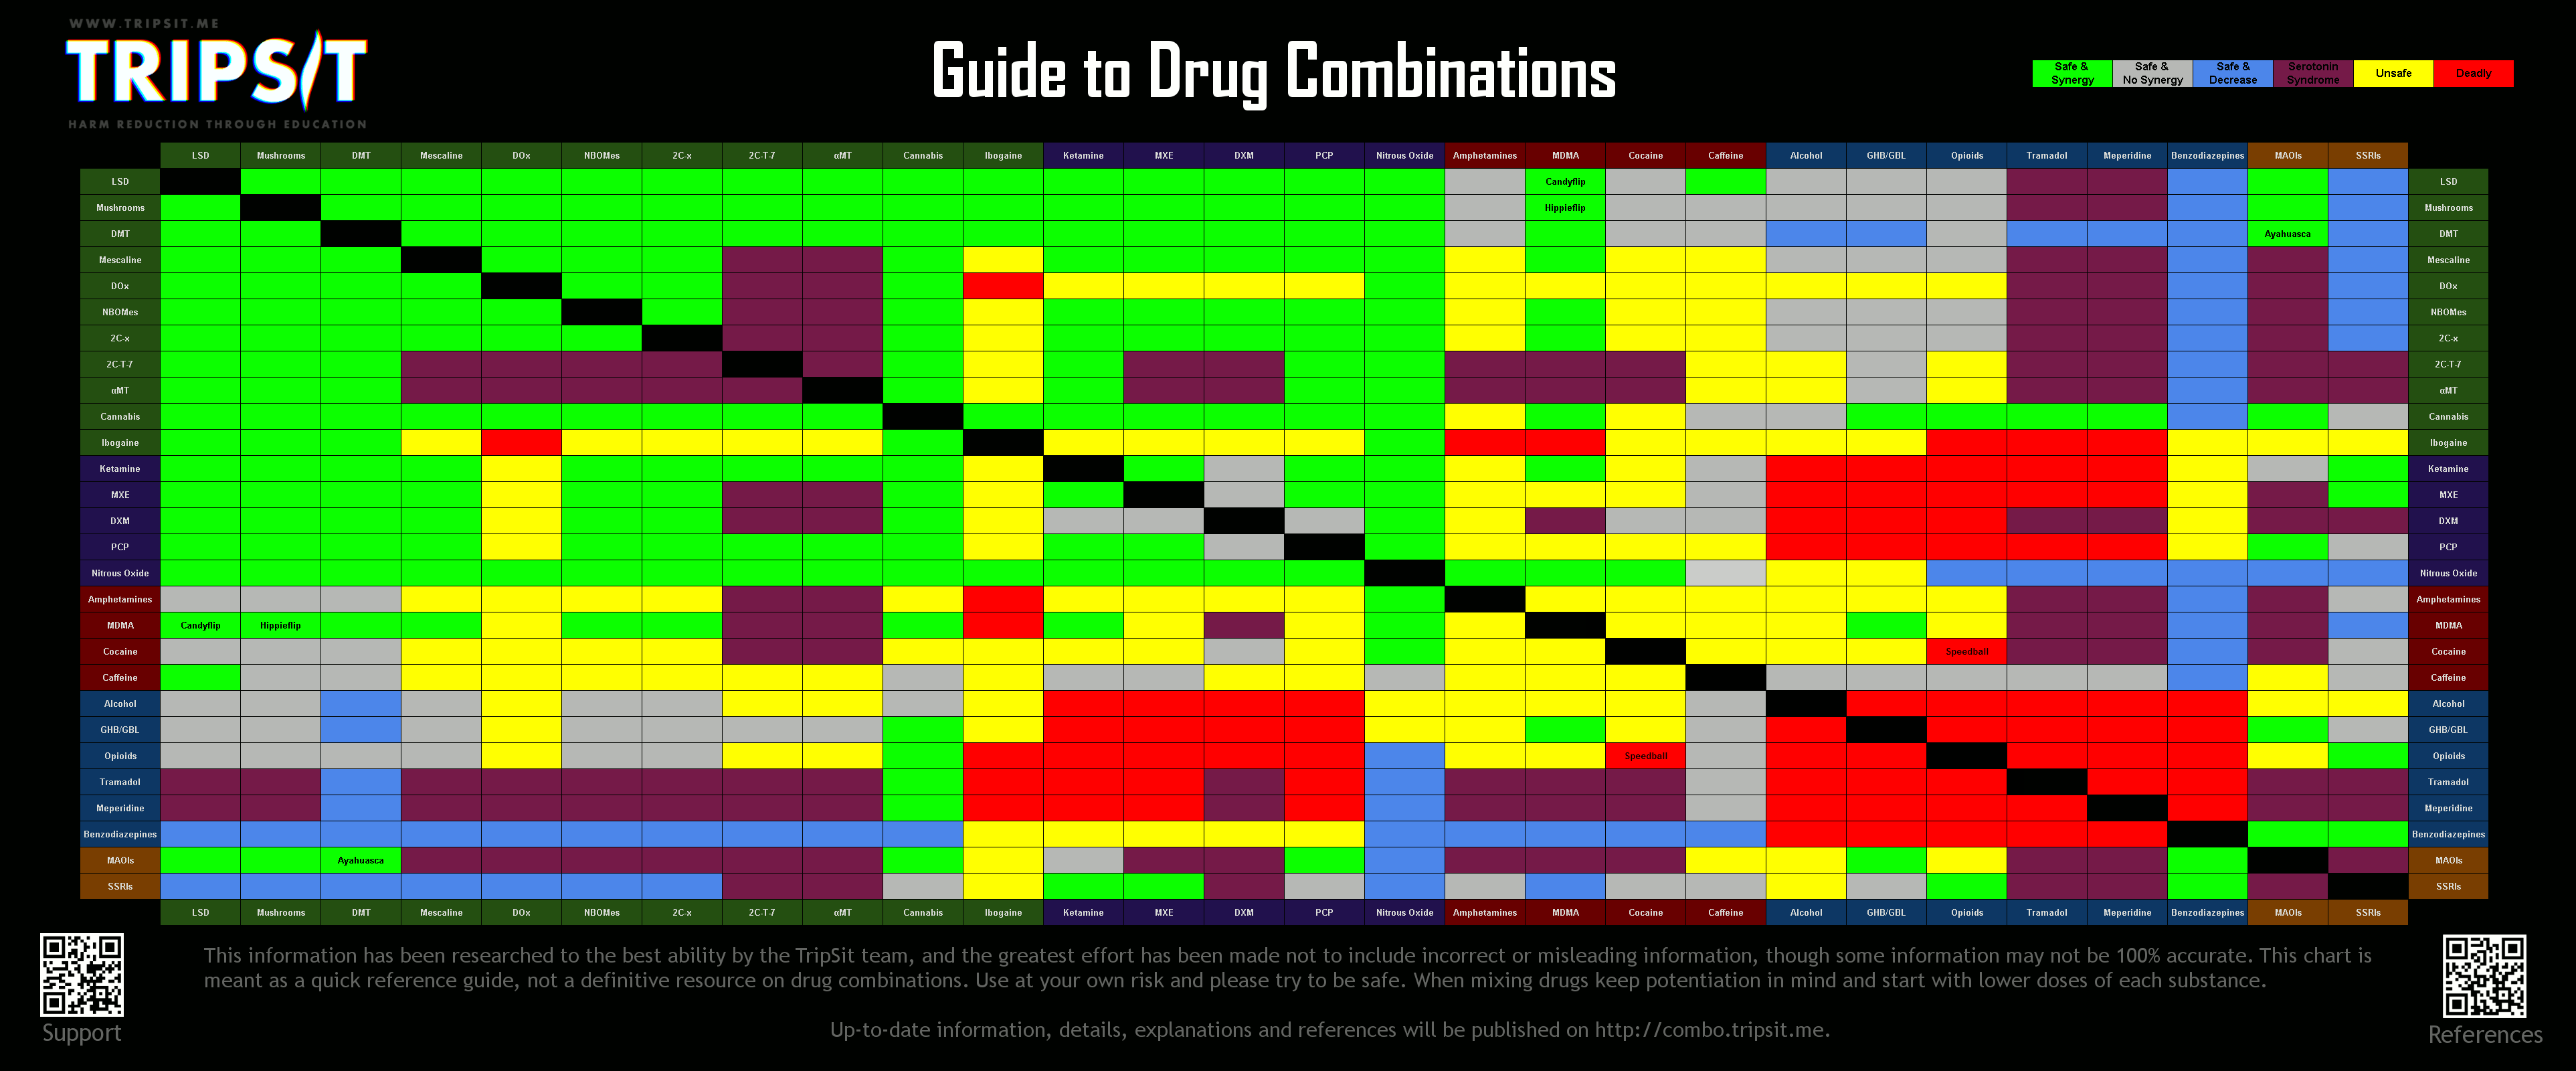 WWW.TRIPSIT.ME
TRIPSIT
HARM REDUCTION THROUGH EDUCATION
Guide to Drug Combinations
Safe & Synergy Safe & No Synergy Safe & Decrease Serotonin Syndrome Unsafe Deadly
LSD Mushrooms DMT Mescaline DOx NBOMes 2C-x 2C-T-7 αMT Cannabis Ibogaine Ketamine MXE DXM PCP Nitrous Oxide Amphetamines MDMA Cocaine Caffeine Alcohol GHB/GBL Opioids Tramadol Meperidine Benzodiazepines MAOIs SSRIs
LSD Candyflip LSD
Mushrooms Hippieflip Mushrooms
DMT Ayahuasca DMT
Mescaline Mescaline
DOx DOx
NBOMes NBOMes
2C-x 2C-x
2C-T-7 2C-T-7
αMT αMT
Cannabis Cannabis
Ibogaine Ibogaine
Ketamine Ketamine
MXE MXE
DXM DXM
PCP PCP
Nitrous Oxide Nitrous Oxide
Amphetamines Amphetamines
MDMA Candyflip Hippieflip MDMA
Cocaine Speedball Cocaine
Caffeine Caffeine
Alcohol Alcohol
GHB/GBL GHB/GBL
Opioids Speedball Opioids
Tramadol Tramadol
Meperidine Meperidine
Benzodiazepines Benzodiazepines
MAOIs Ayahuasca MAOIs
SSRIs SSRIs
LSD Mushrooms DMT Mescaline DOx NBOMes 2C-x 2C-T-7 αMT Cannabis Ibogaine Ketamine MXE DXM PCP Nitrous Oxide Amphetamines MDMA Cocaine Caffeine Alcohol GHB/GBL Opioids Tramadol Meperidine Benzodiazepines MAOIs SSRIs
This information has been researched to the best ability by the TripSit team, and the greatest effort has been made not to include incorrect or misleading information, though some information may not be 100% accurate. This chart is
meant as a quick reference guide, not a definitive resource on drug combinations. Use at your own risk and please try to be safe. When mixing drugs keep potentiation in mind and start with lower doses of each substance.
Up-to-date information, details, explanations and references will be published on http://combo.tripsit.me.
Support
References